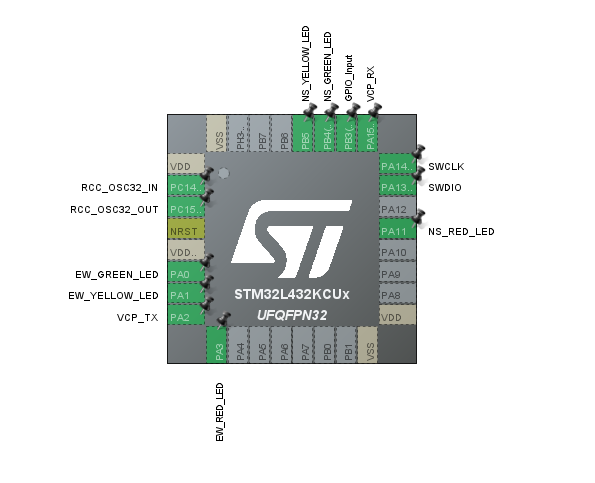 NS_YELLOW_LED
NS_GREEN_LED
GPIO_Input
VCP_RX
VSS
PH3..
PB7
PB6
PB5
PB4(..
PB3(..
PA15..
VDD
PC14..
PC15..
NRST
VDD..
PA0
PA1
PA2
RCC_OSC32_IN
RCC_OSC32_OUT
EW_GREEN_LED
EW_YELLOW_LED
VCP_TX
PA14..
PA13..
PA12
PA11
PA10
PA9
PA8
VDD
SWCLK
SWDIO
NS_RED_LED
ST
STM32L432KCUx
UFQFPN32
PA3
PA4
PA5
PA6
PA7
PB0
PB1
VSS
EW_RED_LED